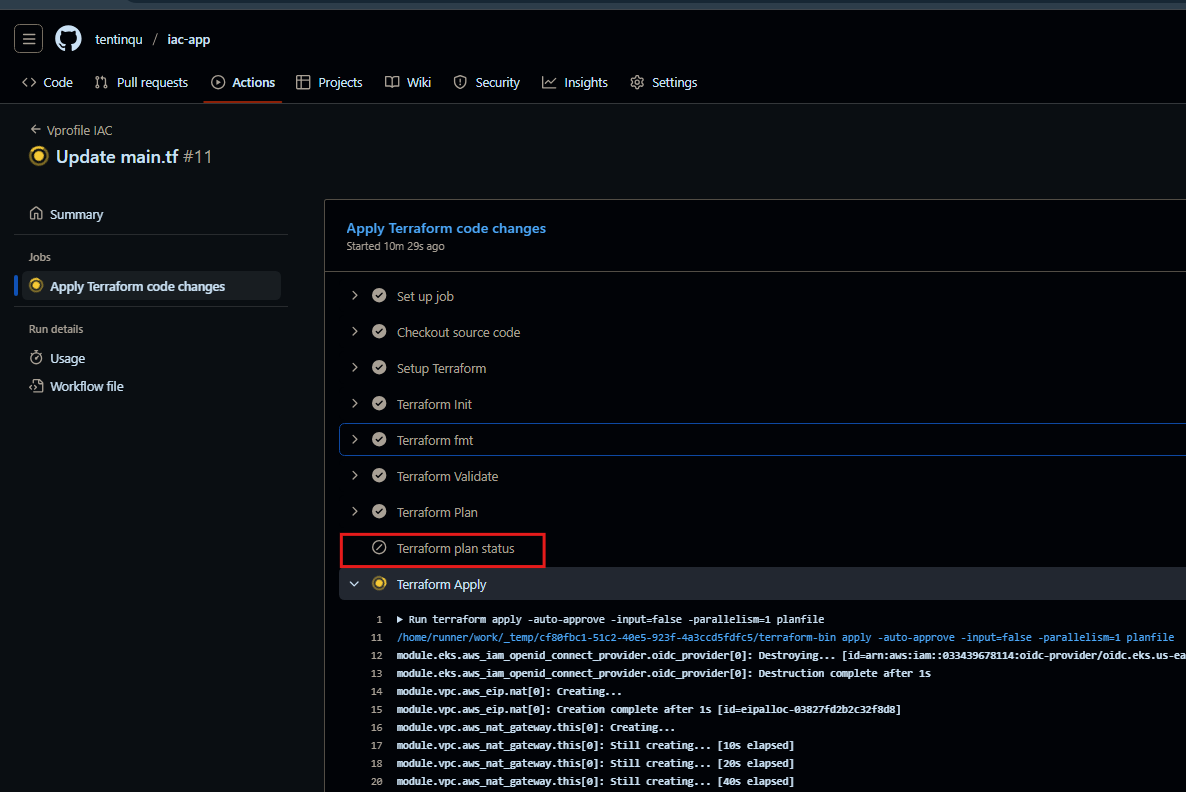 tentinqu / iac-app
Code Pull requests Actions Projects Wiki Security Insights Settings
Vprofile IAC
Update main.tf #11
Summary
Jobs
Apply Terraform code changes
Run details
Usage
Workflow file
Apply Terraform code changes
Started 10m 29s ago
Set up job
Checkout source code
Setup Terraform
Terraform Init
Terraform fmt
Terraform Validate
Terraform Plan
Terraform plan status
Terraform Apply
1 ▶ Run terraform apply -auto-approve -input=false -parallelism=1 planfile
11 /home/runner/work/_temp/cf80fbc1-51c2-40e5-923f-4a3ccd5fdfc5/terraform-bin apply -auto-approve -input=false -parallelism=1 planfile
12 module.eks.aws_iam_openid_connect_provider.oidc_provider[0]: Destroying... [id=arn:aws:iam::033439678114:oidc-provider/oidc.eks.us-ea
13 module.eks.aws_iam_openid_connect_provider.oidc_provider[0]: Destruction complete after 1s
14 module.vpc.aws_eip.nat[0]: Creating...
15 module.vpc.aws_eip.nat[0]: Creation complete after 1s [id=eipalloc-03827fd2b2c32f8d8]
16 module.vpc.aws_nat_gateway.this[0]: Creating...
17 module.vpc.aws_nat_gateway.this[0]: Still creating... [10s elapsed]
18 module.vpc.aws_nat_gateway.this[0]: Still creating... [20s elapsed]
20 module.vpc.aws_nat_gateway.this[0]: Still creating... [40s elapsed]